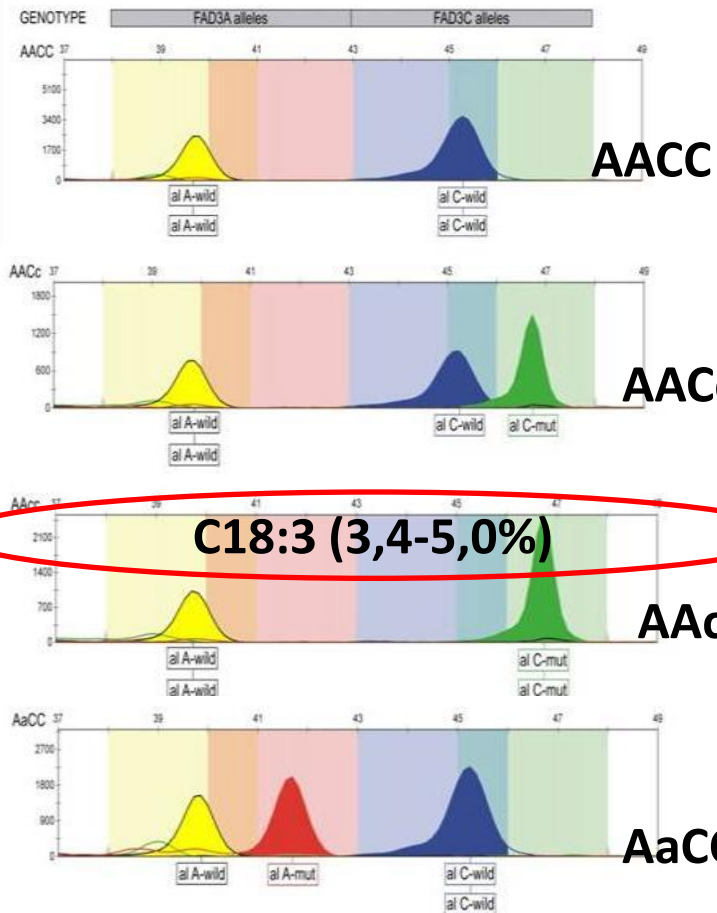 GENOTYPE FAD3A alleles FAD3C alleles
AACC 37 39 41 43 45 47 49
5100
3400
1700
0
AACC
al A-wild al C-wild
al A-wild al C-wild
AACc 37 39 41 43 45 47 49
1800
1200
600
0
AACc
al A-wild al C-wild al C-mut
al A-wild
AAcc 37 39 41 43 45 47 49
C18:3 (3,4-5,0%)
2100
1400
700
0
AAc
al A-wild al C-mut
al A-wild al C-mut
AaCC 37 39 41 43 45 47 49
2700
1800
900
0
AaCC
al A-wild al A-mut al C-wild
al C-wild